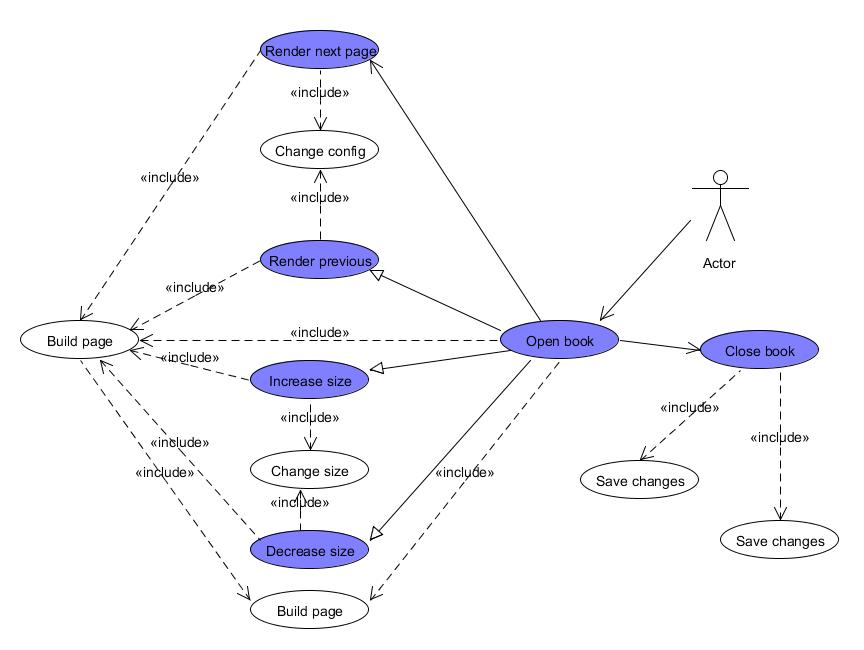 Render next page
«include»
Change config
«include»
«include»
Render previous
Actor
«include»
«include»
Build page
Open book
Close book
«include»
Increase size
«include»
«include»
«include»
«include»
Change size
«include»
«include»
Save changes
«include»
Decrease size
Save changes
Build page